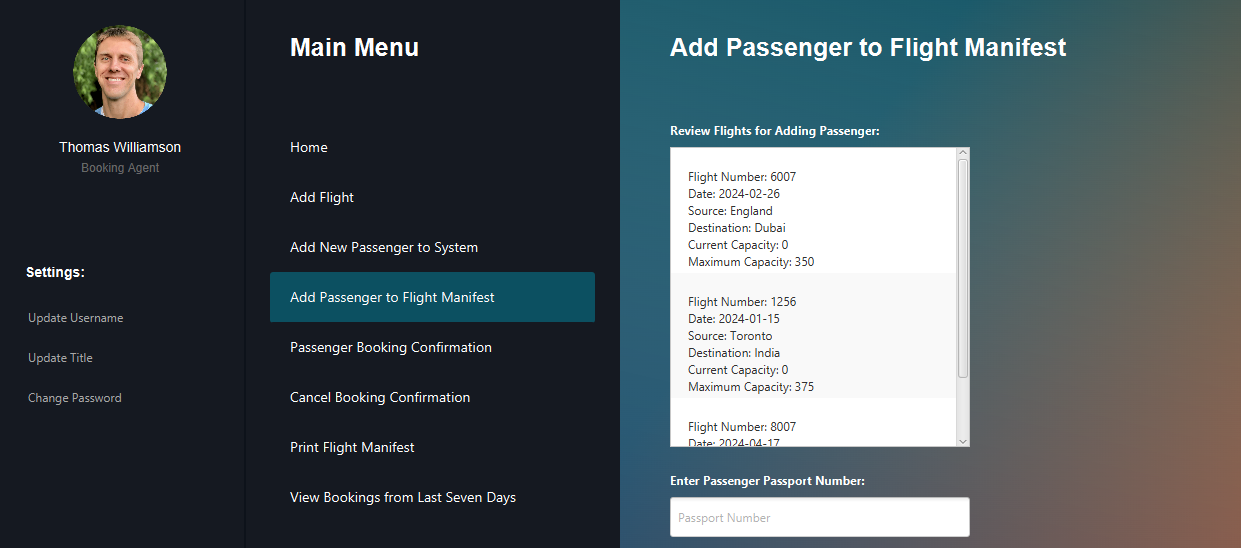 Thomas Williamson
Booking Agent
Settings:
Update Username
Update Title
Change Password
Main Menu
Home
Add Flight
Add New Passenger to System
Add Passenger to Flight Manifest
Passenger Booking Confirmation
Cancel Booking Confirmation
Print Flight Manifest
View Bookings from Last Seven Days
Add Passenger to Flight Manifest
Review Flights for Adding Passenger:
Flight Number: 6007
Date: 2024-02-26
Source: England
Destination: Dubai
Current Capacity: 0
Maximum Capacity: 350
Flight Number: 1256
Date: 2024-01-15
Source: Toronto
Destination: India
Current Capacity: 0
Maximum Capacity: 375
Flight Number: 8007
Date: 2024-04-17
Enter Passenger Passport Number:
Passport Number